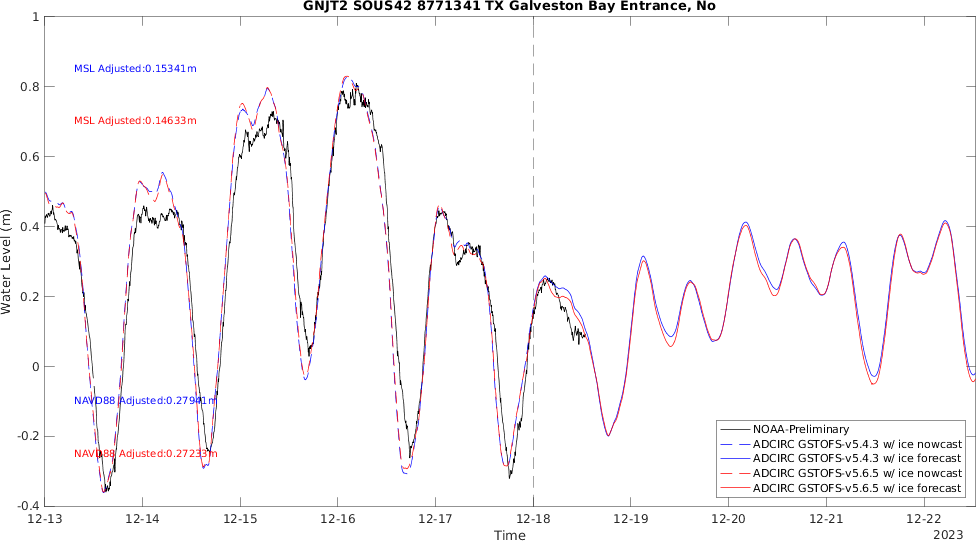 GNJT2 SOUS42 8771341 TX Galveston Bay Entrance, No
1
0.8
0.6
0.4
0.2
0
-0.2
-0.4
Water Level (m)
MSL Adjusted:0.15341m
MSL Adjusted:0.14633m
NAVD88 Adjusted:0.27941m
NAVD88 Adjusted:0.27233m
NOAA-Preliminary
ADCIRC GSTOFS-v5.4.3 w/ ice nowcast
ADCIRC GSTOFS-v5.4.3 w/ ice forecast
ADCIRC GSTOFS-v5.6.5 w/ ice nowcast
ADCIRC GSTOFS-v5.6.5 w/ ice forecast
12-13 12-14 12-15 12-16 12-17 12-18 12-19 12-20 12-21 12-22
Time
2023